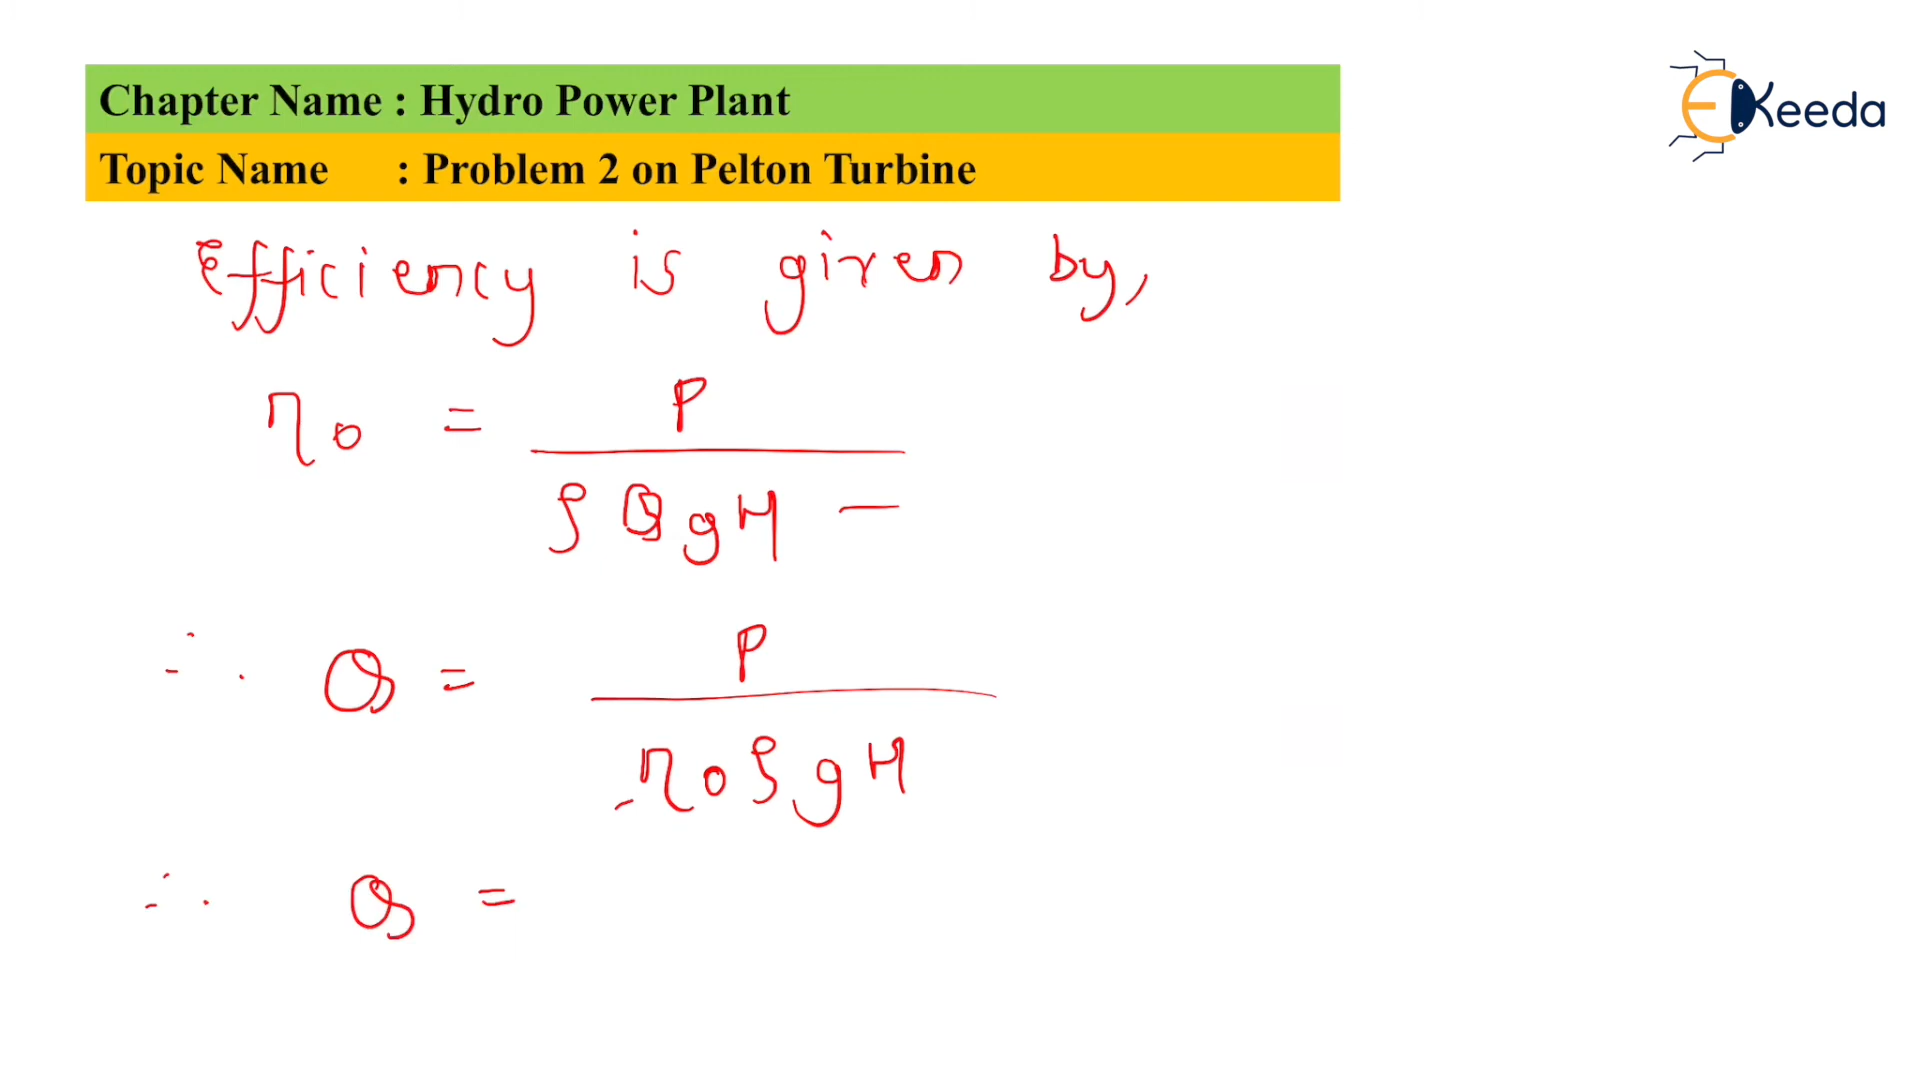 Chapter Name : Hydro Power Plant
Topic Name : Problem 2 on Pelton Turbine
EKeeda
Efficiency is given by,
η0 = P
ρQgH –
∴ Q = P
η0ρgH
∴ Q =